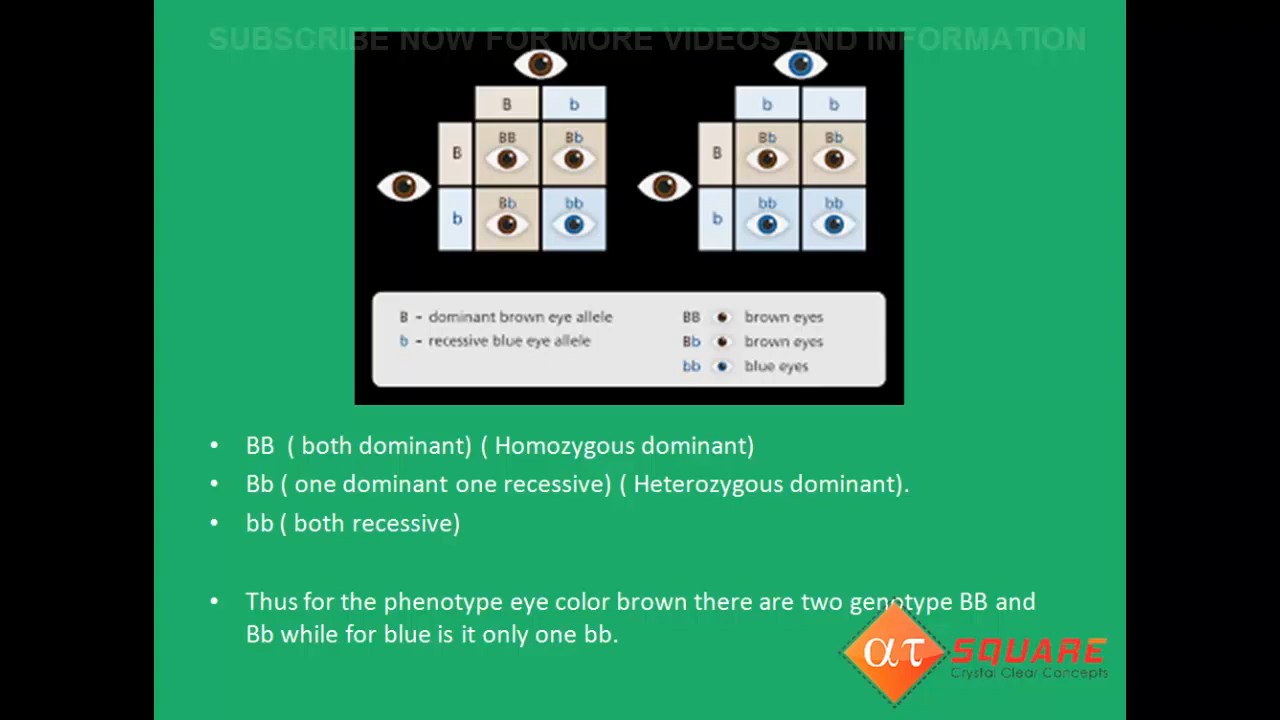 SUBSCRIBE NOW FOR MORE VIDEOS AND INFORMATION
B b
B BB Bb
b Bb bb
b b
B Bb Bb
b bb bb
B - dominant brown eye allele
b - recessive blue eye allele
BB brown eyes
Bb brown eyes
bb blue eyes
• BB ( both dominant) ( Homozygous dominant)
• Bb ( one dominant one recessive) ( Heterozygous dominant).
• bb ( both recessive)
• Thus for the phenotype eye color brown there are two genotype BB and
Bb while for blue is it only one bb.
ατ SQUARE
Crystal Clear Concepts